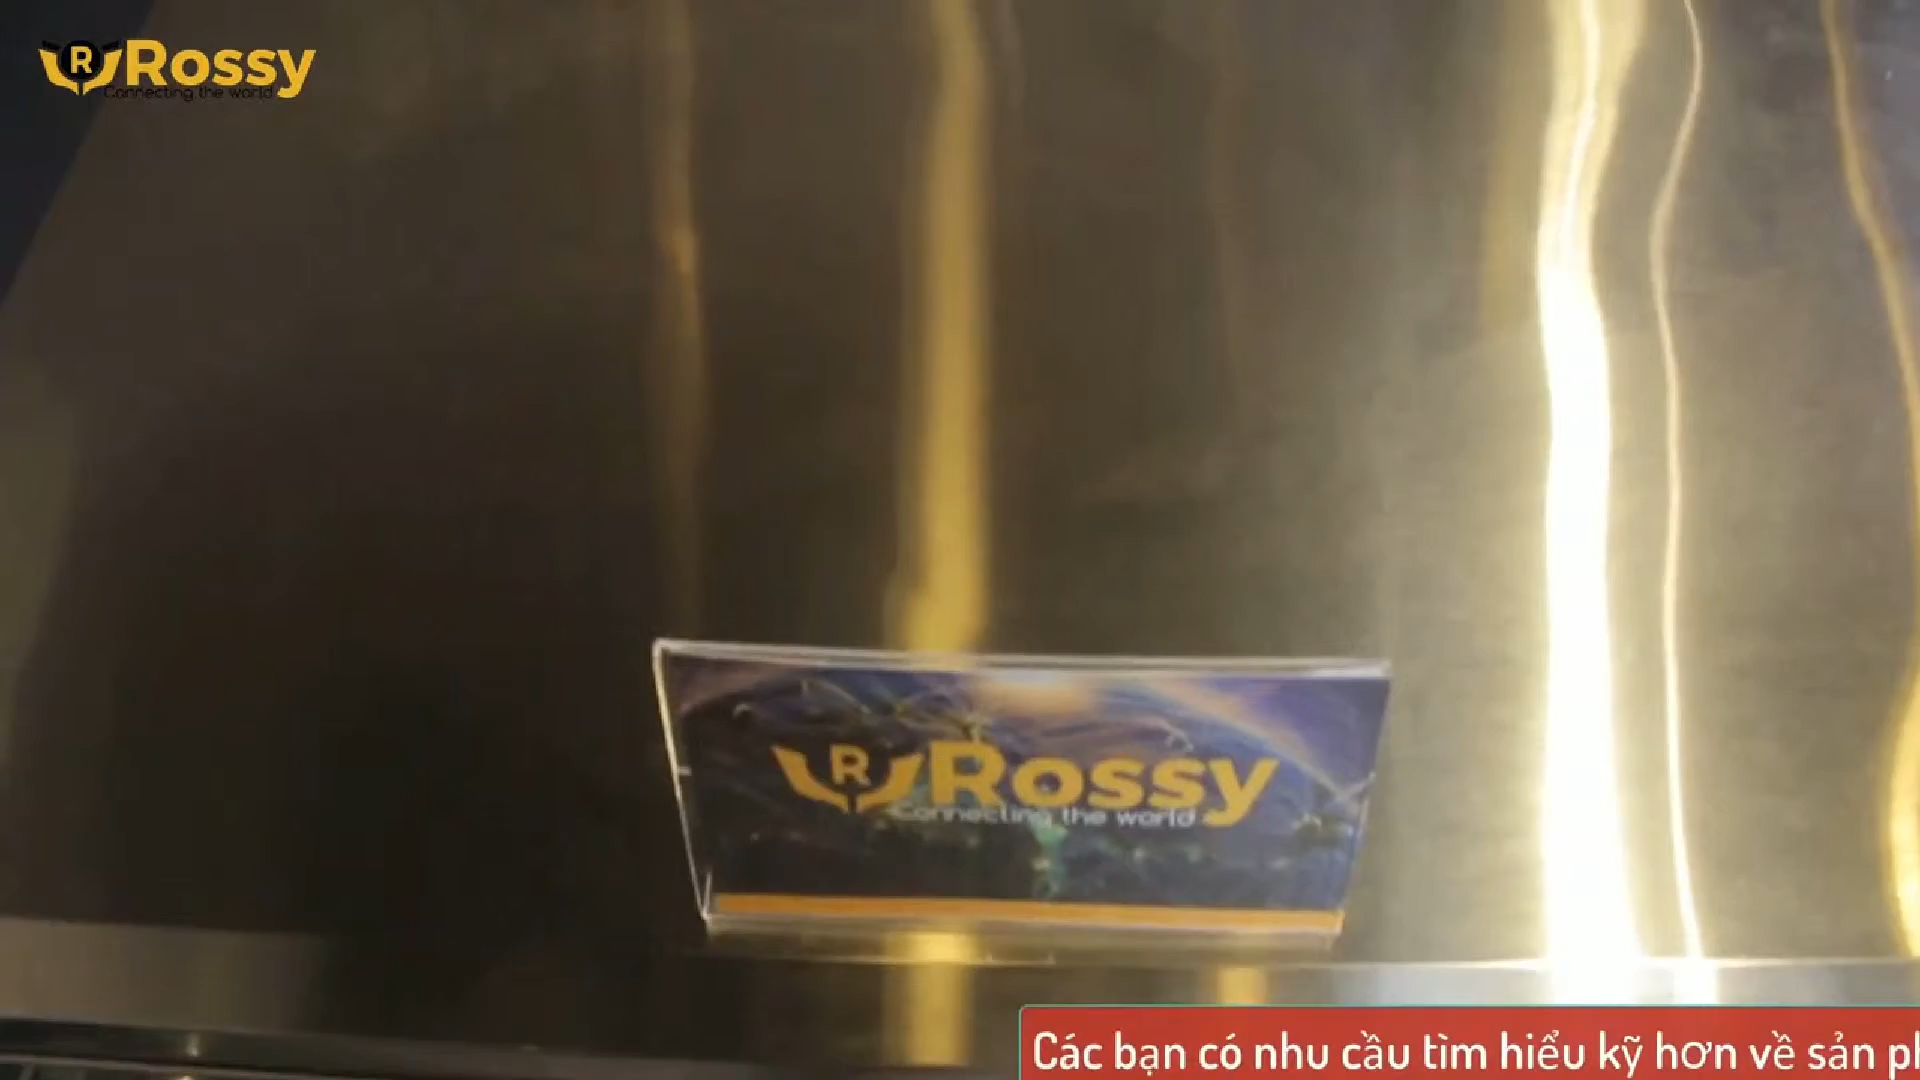 R Rossy
Connecting the world
R Rossy
Connecting the world
Các bạn có nhu cầu tìm hiểu kỹ hơn về sản